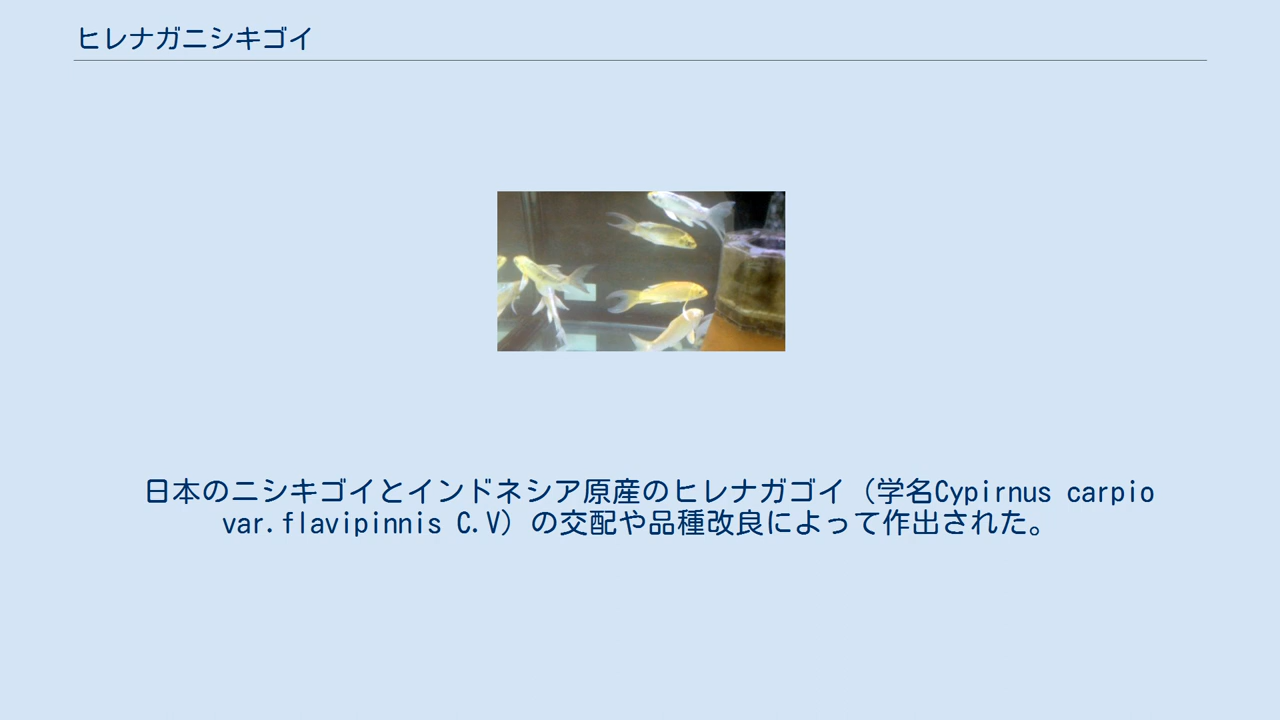 ヒレナガニシキゴイ
日本のニシキゴイとインドネシア原産のヒレナガゴイ（学名Cypirnus carpio
var.flavipinnis C.V）の交配や品種改良によって作出された。